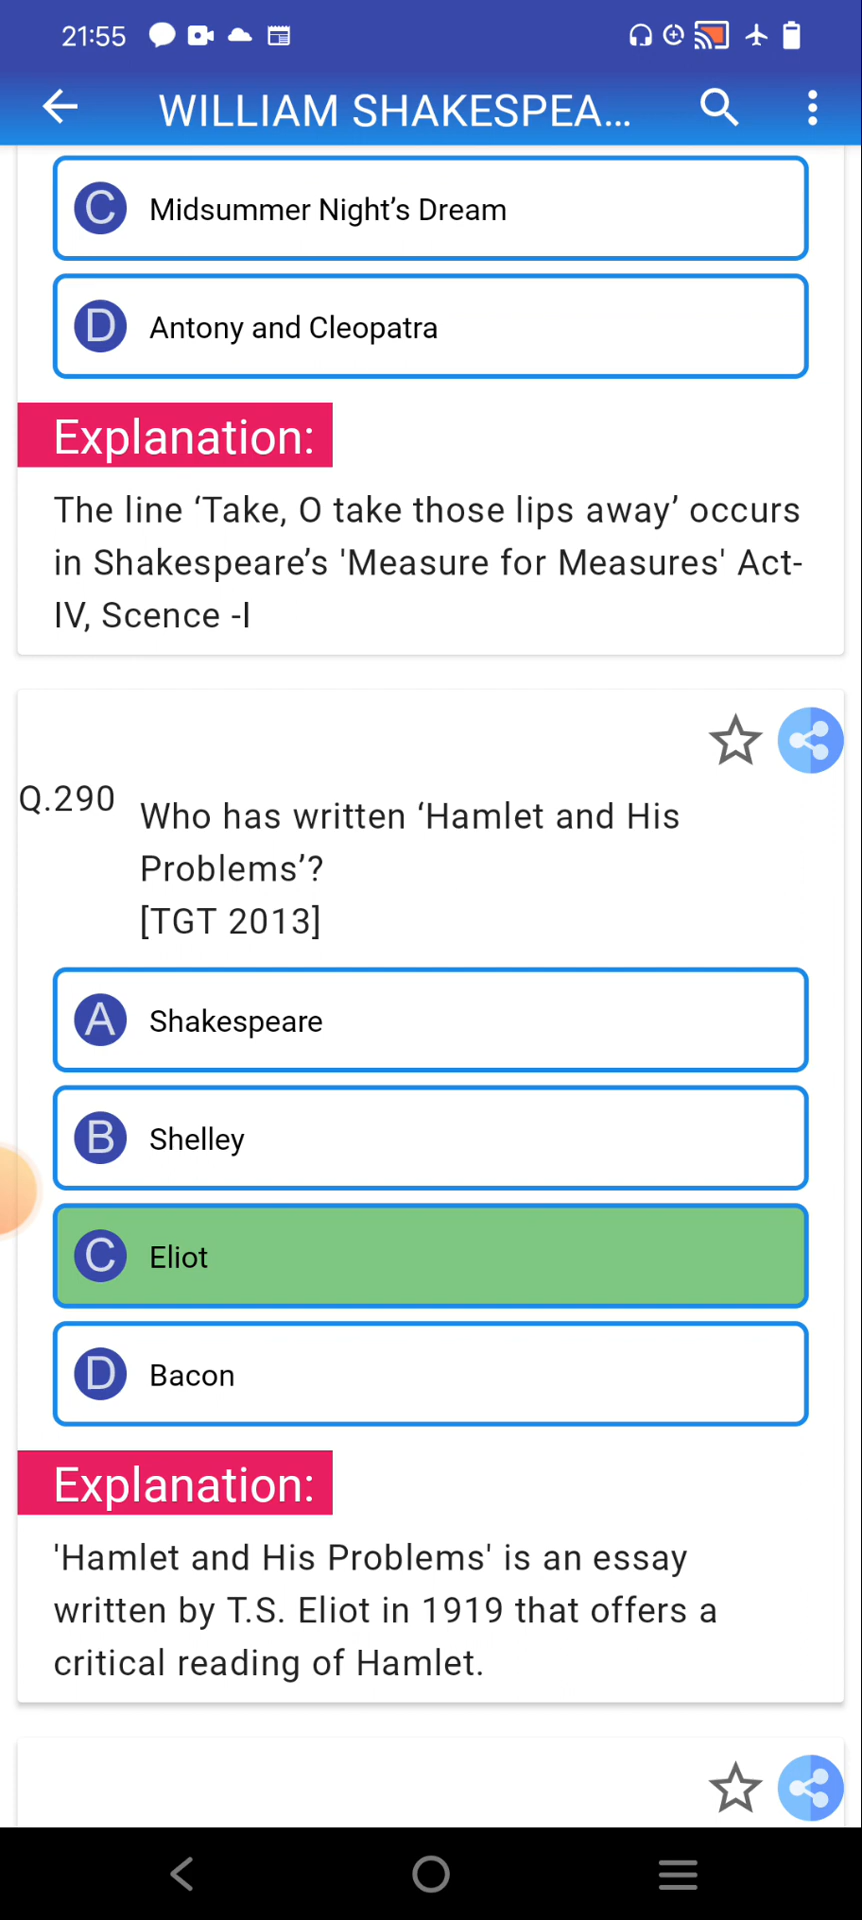 21:55
WILLIAM SHAKESPEA...
C Midsummer Night’s Dream
D Antony and Cleopatra
Explanation:
The line ‘Take, O take those lips away’ occurs
in Shakespeare’s 'Measure for Measures' Act-
IV, Scence -I
Q.290 Who has written ‘Hamlet and His
Problems’?
[TGT 2013]
A Shakespeare
B Shelley
C Eliot
D Bacon
Explanation:
'Hamlet and His Problems' is an essay
written by T.S. Eliot in 1919 that offers a
critical reading of Hamlet.